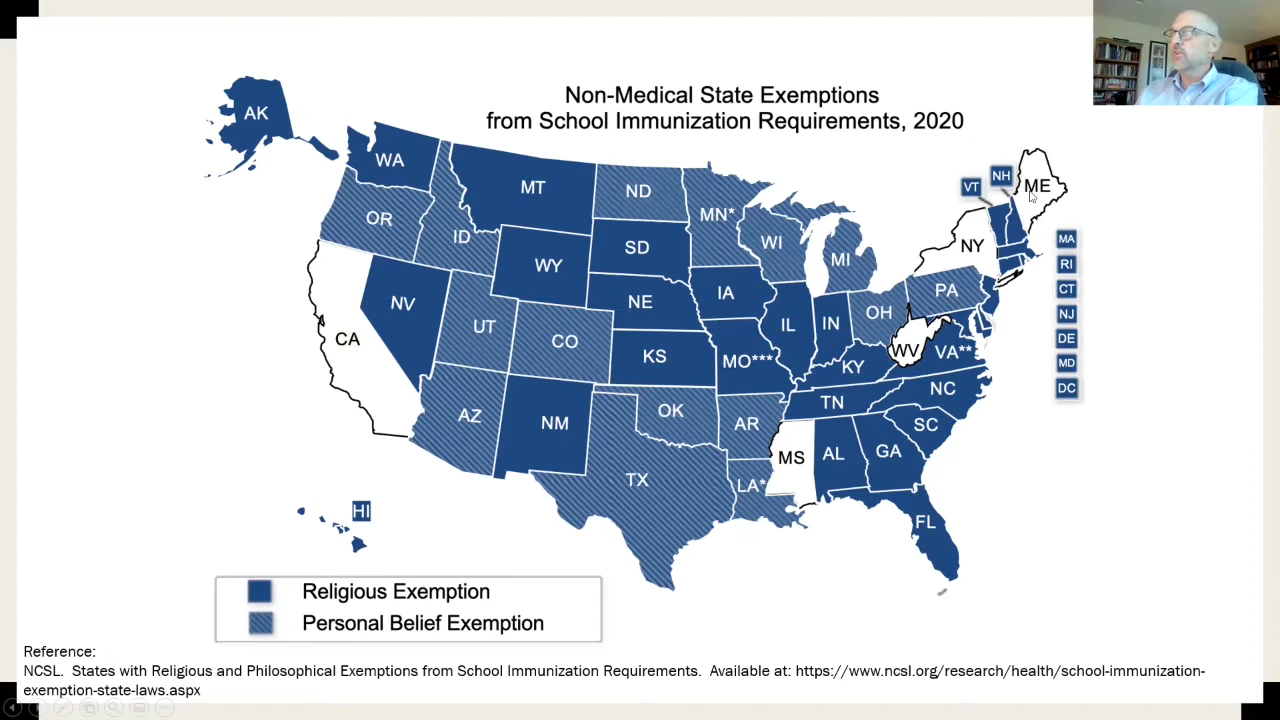 Non-Medical State Exemptions
from School Immunization Requirements, 2020
AK
WA
MT
ND
MN*
VT
NH
ME
OR
ID
WY
SD
WI
MI
NY
MA
RI
CT
NJ
DE
MD
DC
NV
CA
UT
CO
NE
IA
KS
MO***
IL
IN
OH
PA
WV
VA**
KY
NC
TN
SC
AZ
NM
OK
AR
TX
LA*
MS
AL
GA
FL
HI
Religious Exemption
Personal Belief Exemption
Reference:
NCSL. States with Religious and Philosophical Exemptions from School Immunization Requirements. Available at: https://www.ncsl.org/research/health/school-immunization-
exemption-state-laws.aspx